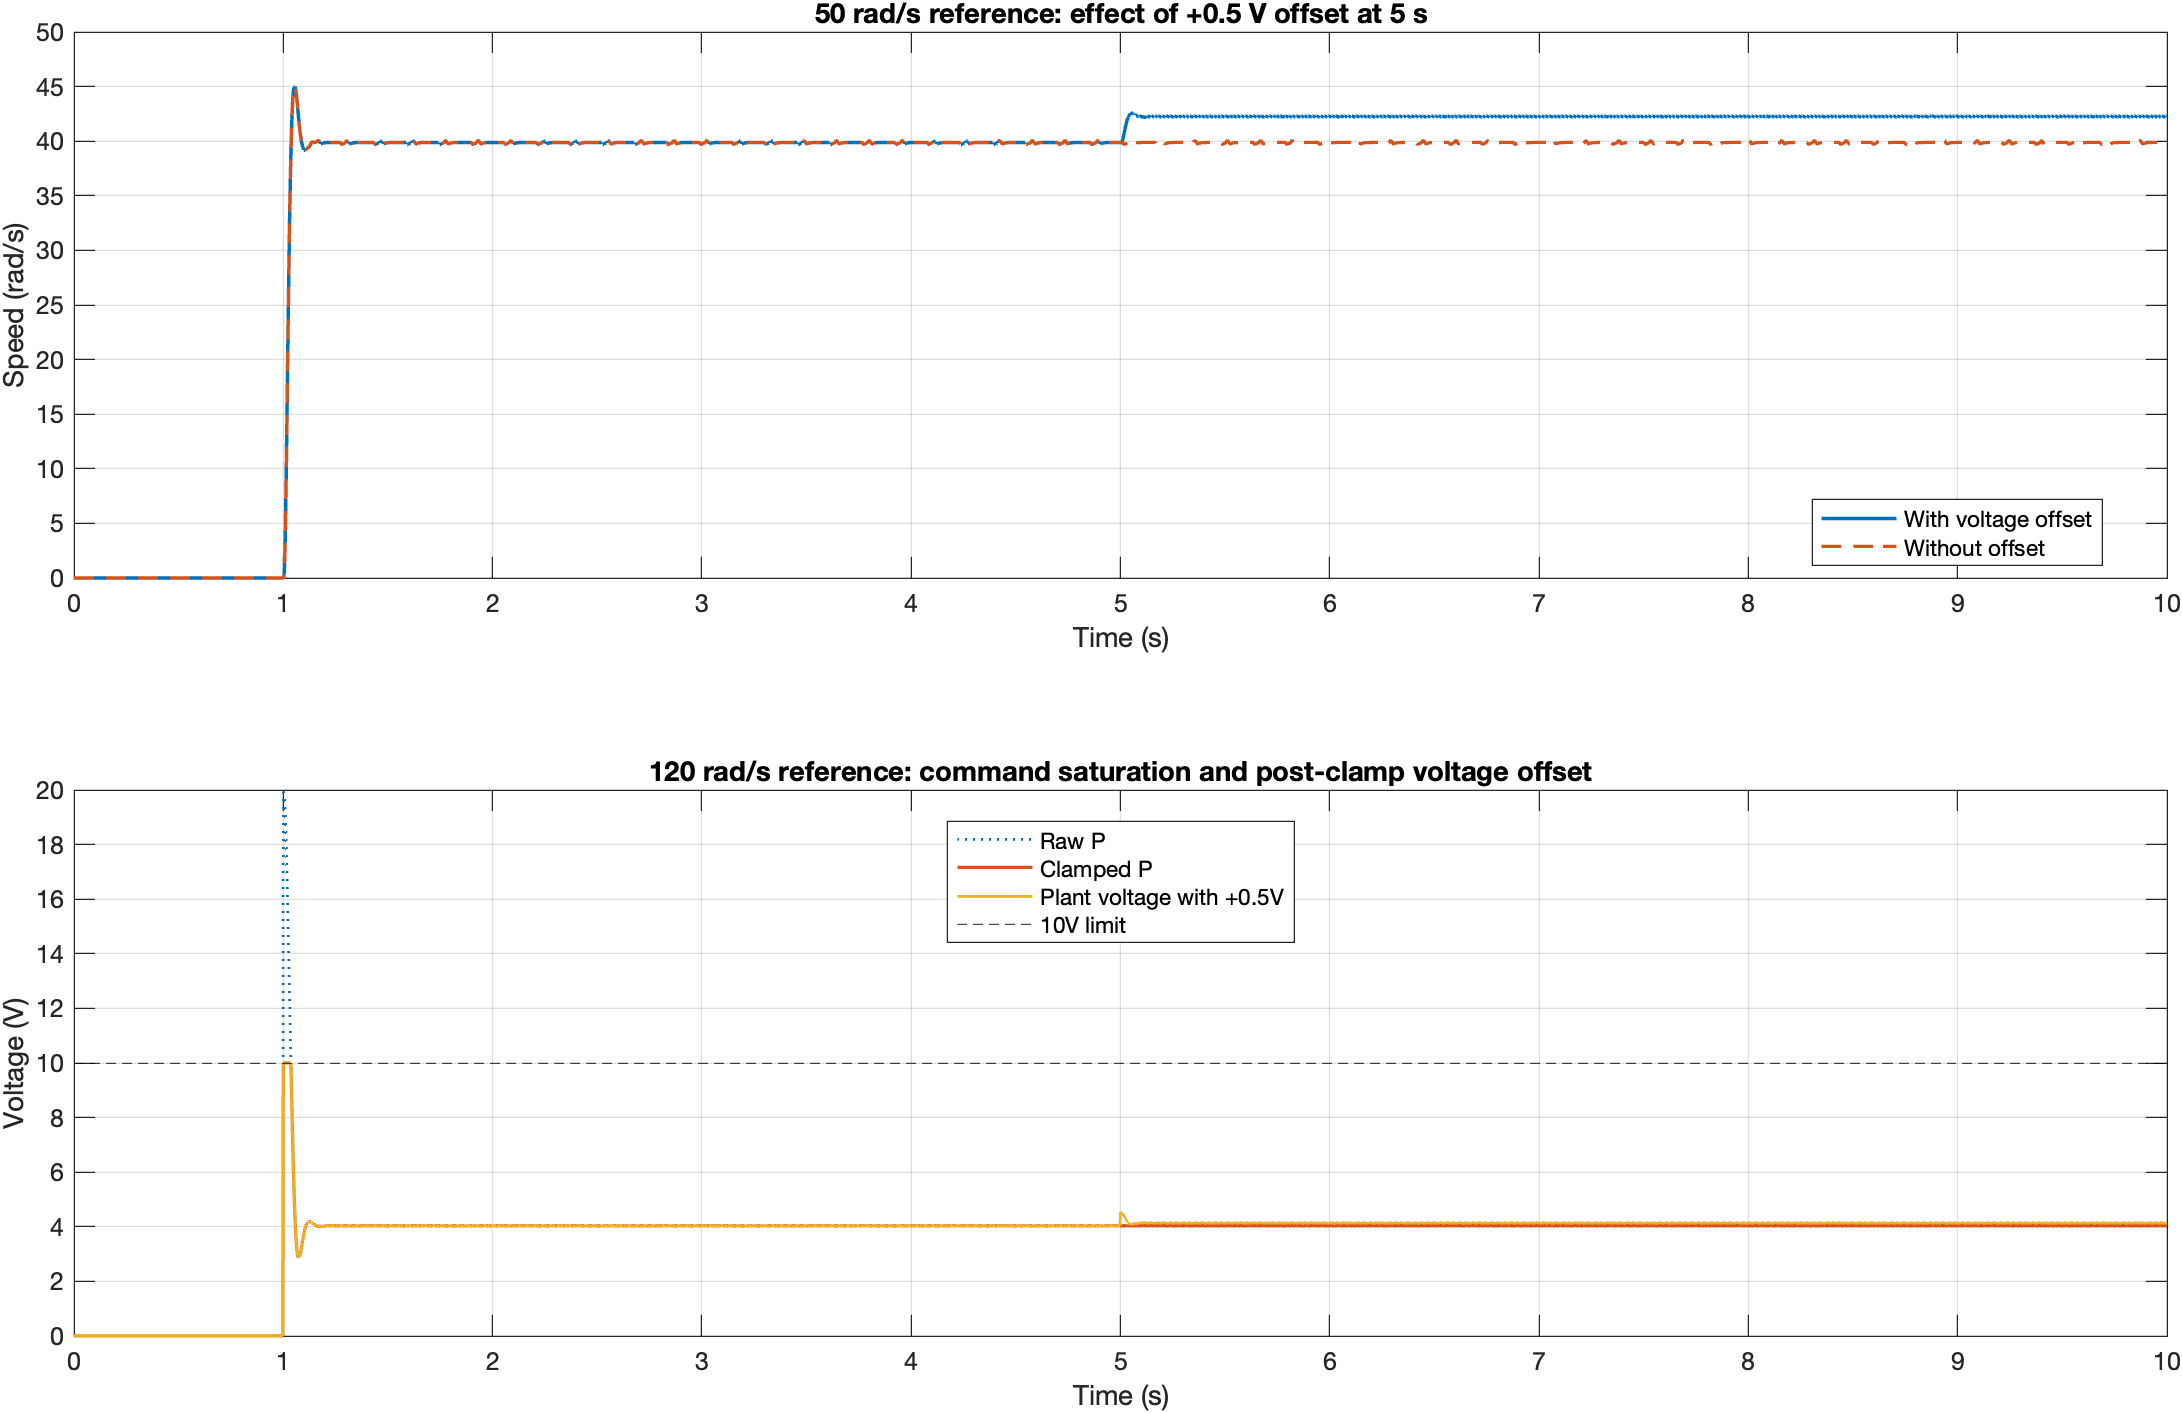 50 rad/s reference: effect of +0.5 V offset at 5 s
50
45
40
35
30
25
20
15
10
5
0
Speed (rad/s)
With voltage offset
Without offset
0 1 2 3 4 5 6 7 8 9 10
Time (s)
120 rad/s reference: command saturation and post-clamp voltage offset
20
18
16
14
12
10
8
6
4
2
0
Voltage (V)
Raw P
Clamped P
Plant voltage with +0.5V
10V limit
0 1 2 3 4 5 6 7 8 9 10
Time (s)